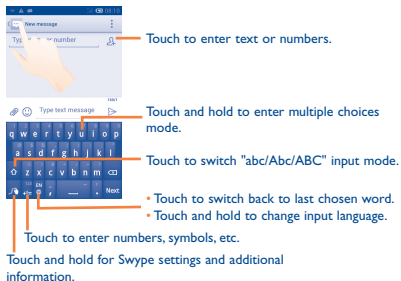 08:10
New message
Type or number
Touch to enter text or numbers.
Type text message
Touch and hold to enter multiple choices
mode.
q w e r t y u i o p
a s d f g h j k l
Touch to switch "abc/Abc/ABC" input mode.
z x c v b n m
EN
Next
• Touch to switch back to last chosen word.
• Touch and hold to change input language.
Touch to enter numbers, symbols, etc.
Touch and hold for Swype settings and additional
information.